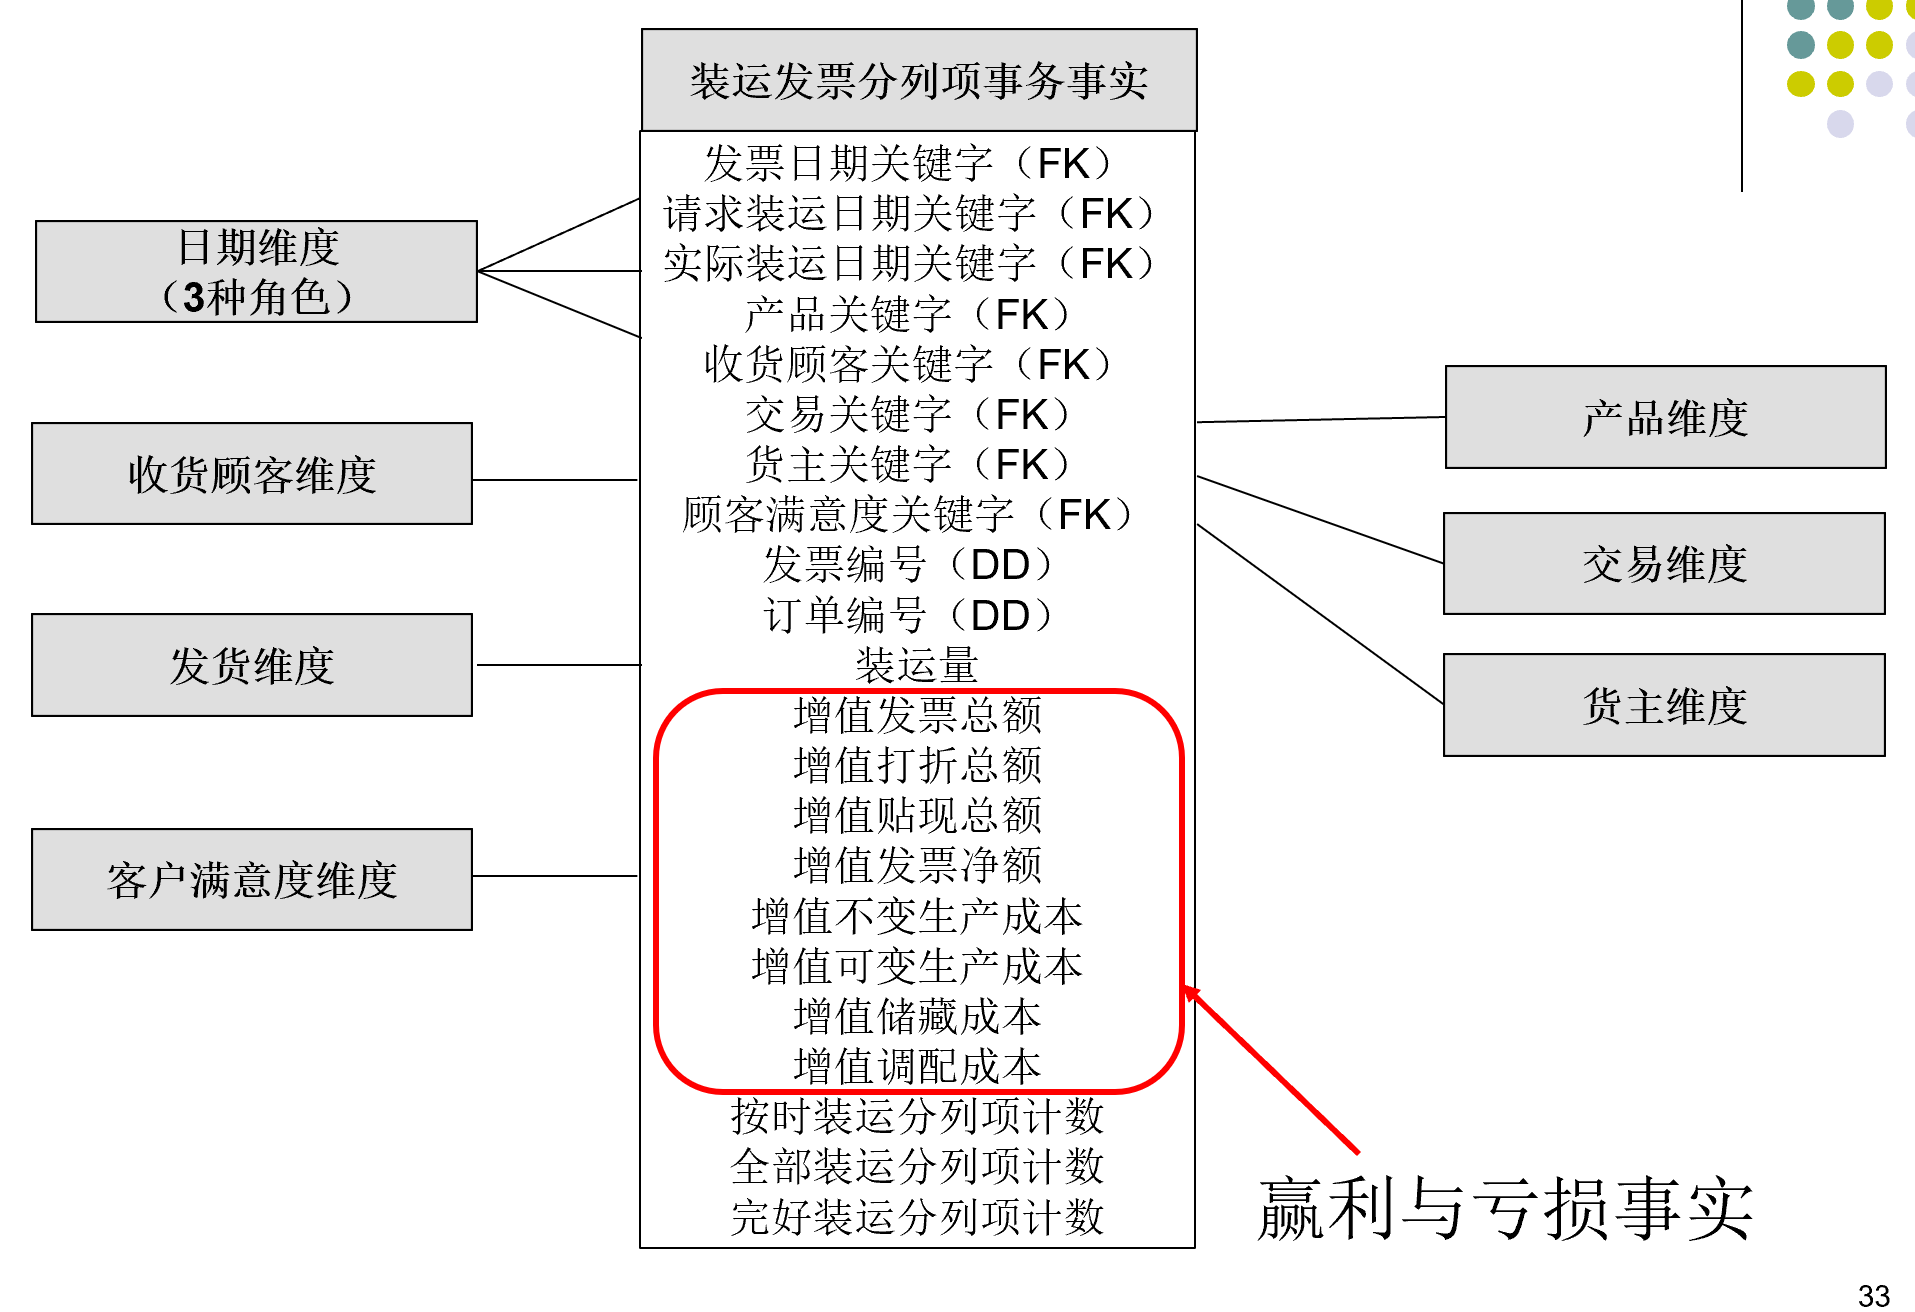 装运发票分列项事务事实
发票日期关键字（FK）
请求装运日期关键字（FK）
实际装运日期关键字（FK）
产品关键字（FK）
收货顾客关键字（FK）
交易关键字（FK）
货主关键字（FK）
顾客满意度关键字（FK）
发票编号（DD）
订单编号（DD）
装运量
增值发票总额
增值打折总额
增值贴现总额
增值发票净额
增值不变生产成本
增值可变生产成本
增值储藏成本
增值调配成本
按时装运分列项计数
全部装运分列项计数
完好装运分列项计数
日期维度
（3种角色）
收货顾客维度
发货维度
客户满意度维度
产品维度
交易维度
货主维度
赢利与亏损事实
33